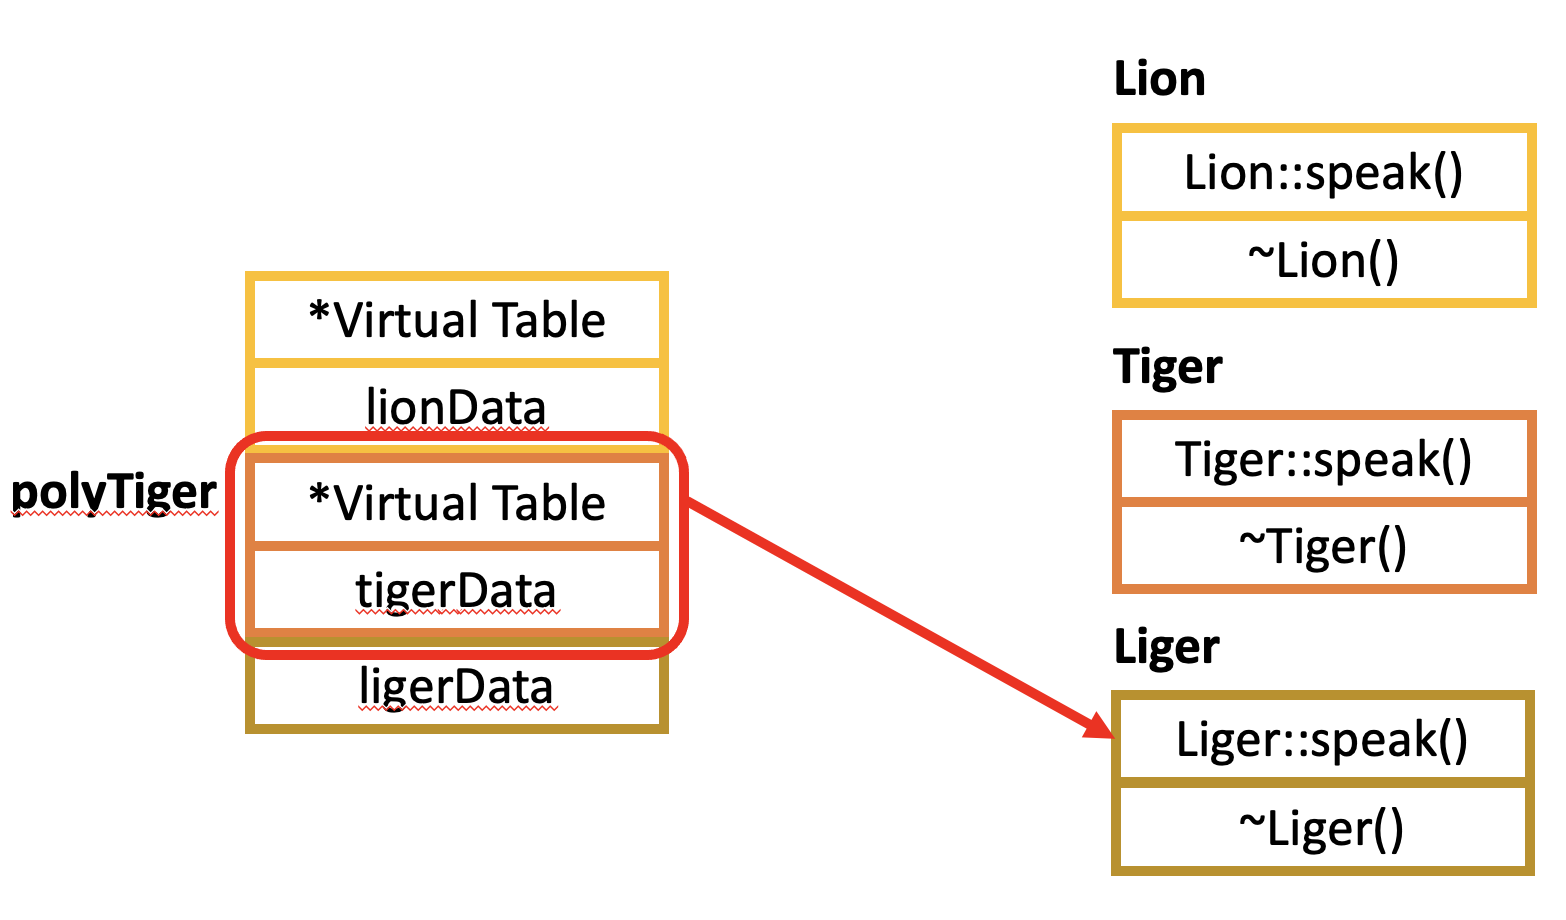 Lion
Lion::speak()
~Lion()
*Virtual Table
lionData
polyTiger
*Virtual Table
tigerData
ligerData
Tiger
Tiger::speak()
~Tiger()
Liger
Liger::speak()
~Liger()